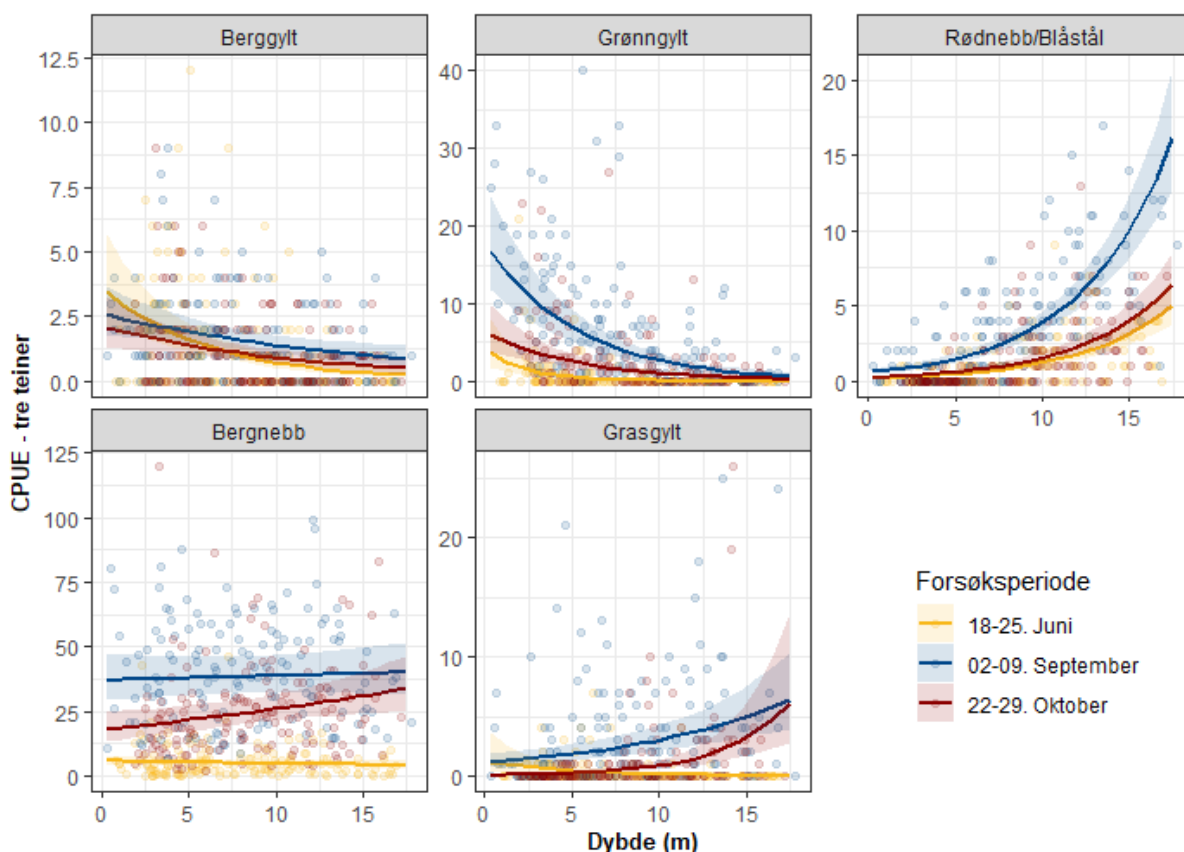 Berggylt
Grønngylt
Rødnebb/Blåstål
12.5
10.0
7.5
5.0
2.5
0.0
40
30
20
10
0
20
15
10
5
0
0 5 10 15
CPUE - tre teiner
Bergnebb
Grasgylt
125
100
75
50
25
0
20
10
0
0 5 10 15
0 5 10 15
Dybde (m)
Forsøksperiode
18-25. Juni
02-09. September
22-29. Oktober